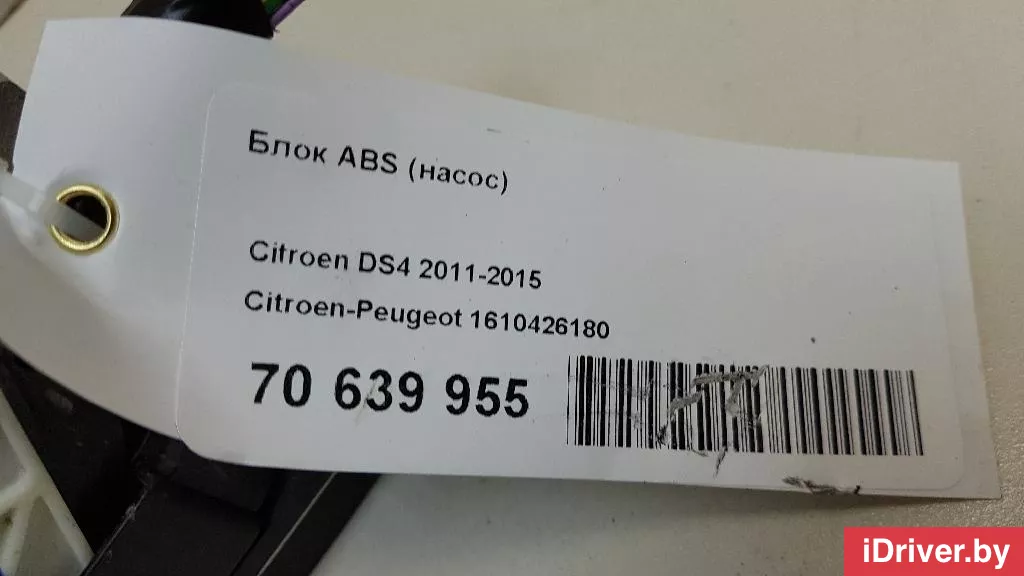 Блок ABS (насос)
Citroen DS4 2011-2015
Citroen-Peugeot 1610426180
70 639 955
iDriver.by